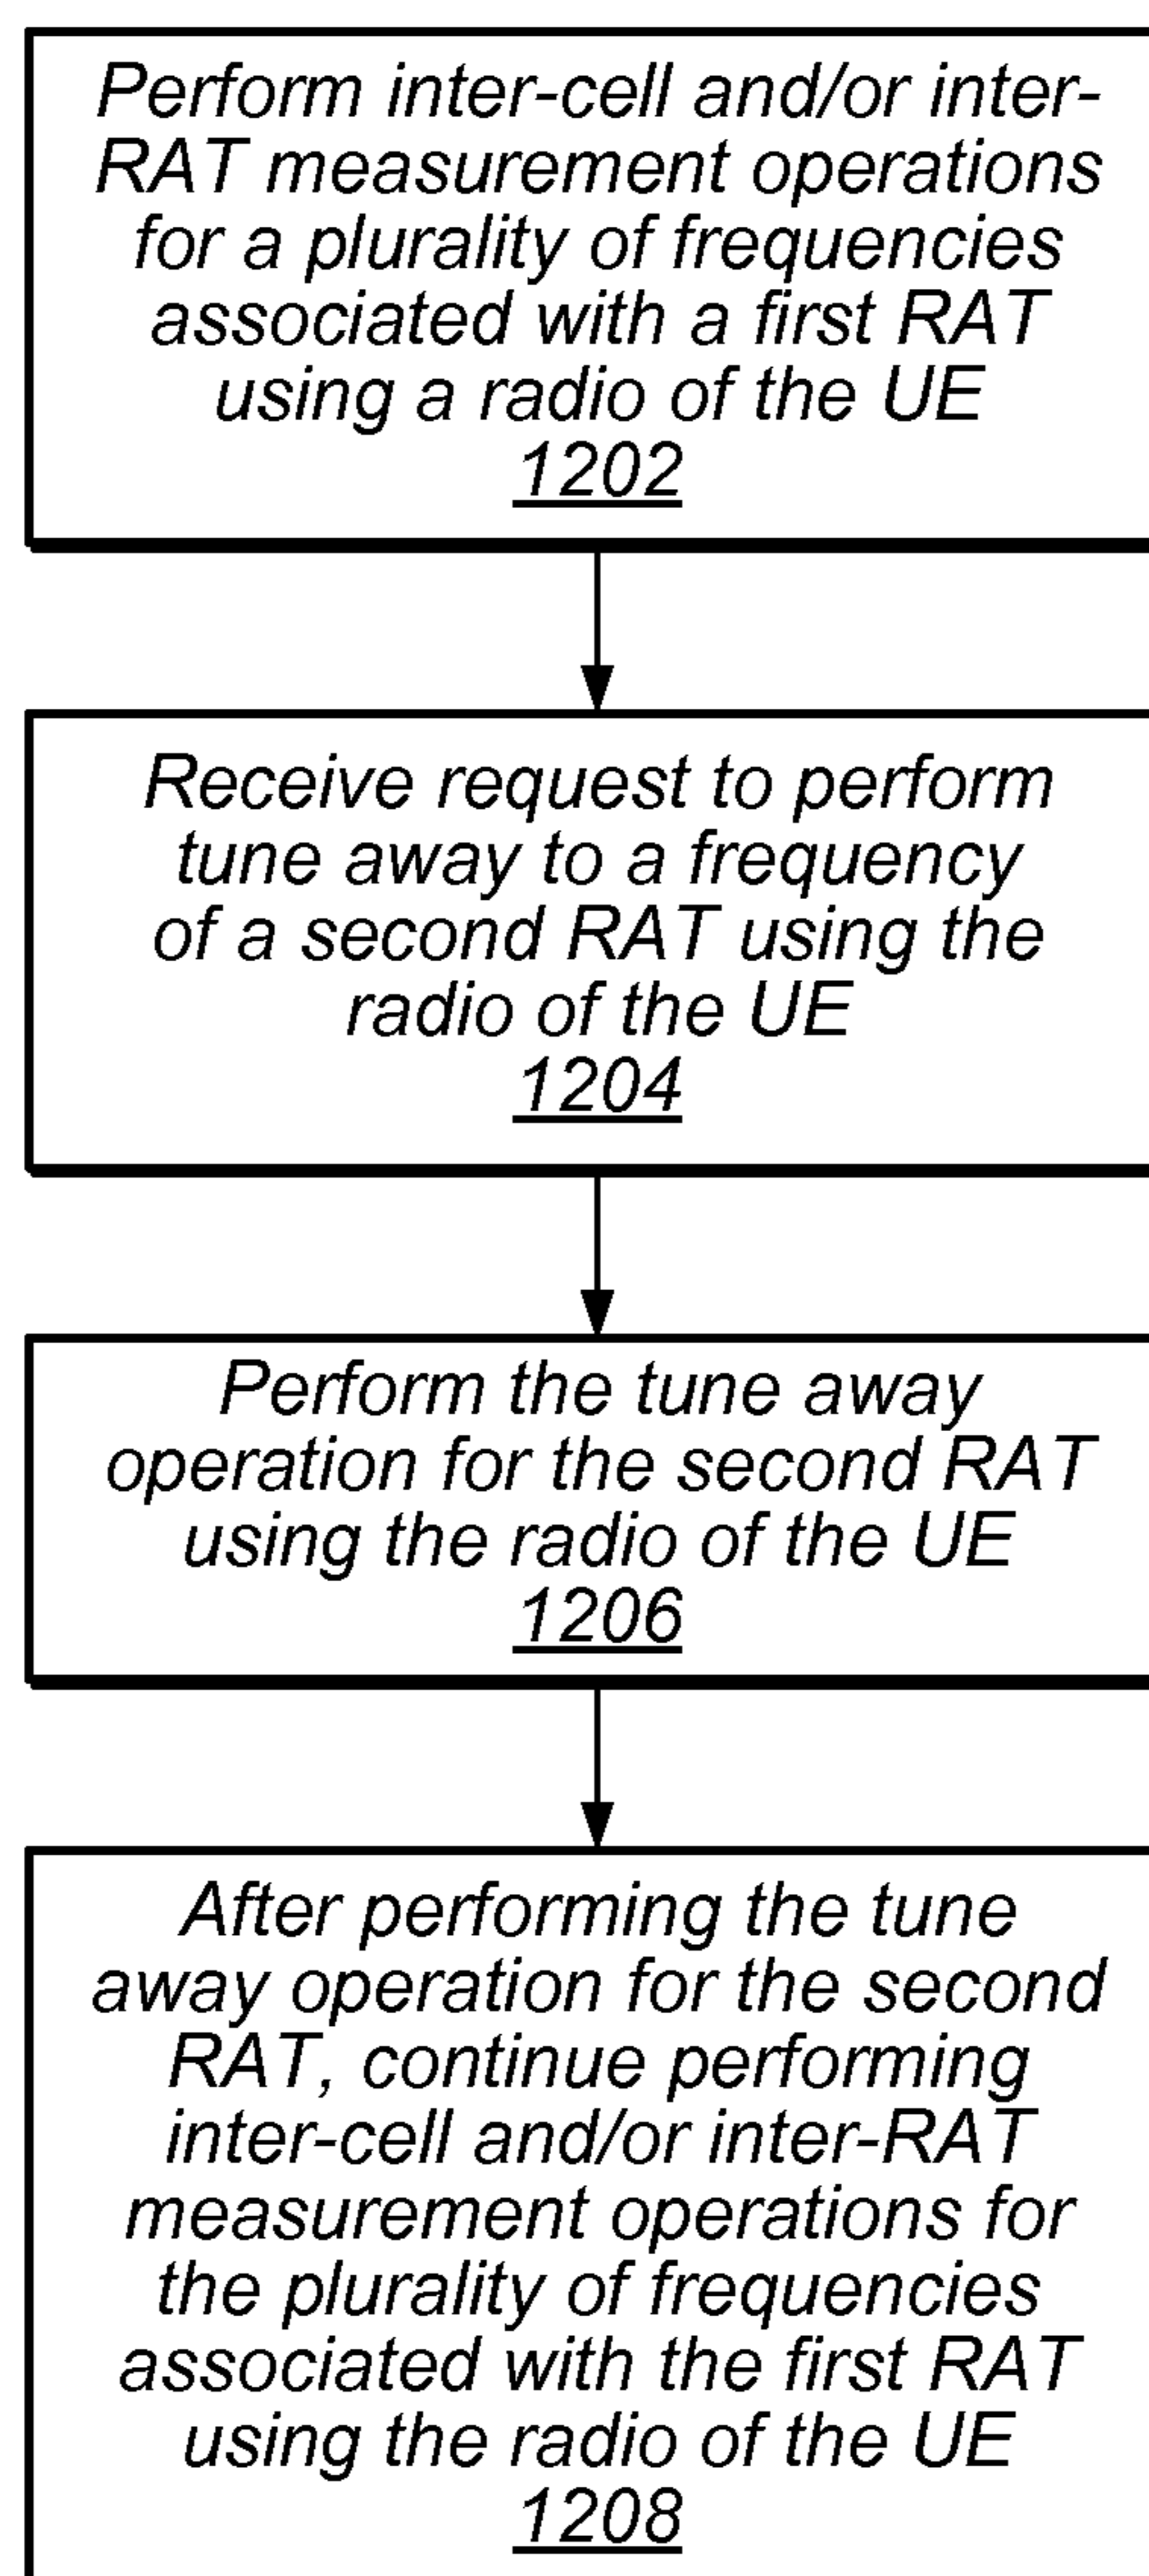 Perform inter-cell and/or inter-
RAT measurement operations
for a plurality of frequencies
associated with a first RAT
using a radio of the UE
1202
Receive request to perform
tune away to a frequency
of a second RAT using the
radio of the UE
1204
Perform the tune away
operation for the second RAT
using the radio of the UE
1206
After performing the tune
away operation for the second
RAT, continue performing
inter-cell and/or inter-RAT
measurement operations for
the plurality of frequencies
associated with the first RAT
using the radio of the UE
1208